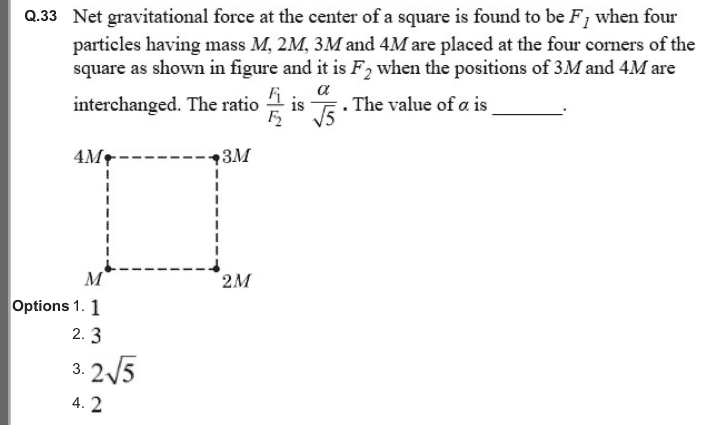 Q.33 Net gravitational force at the center of a square is found to be F₁ when four
particles having mass M, 2M, 3M and 4M are placed at the four corners of the
square as shown in figure and it is F₂ when the positions of 3M and 4M are
interchanged. The ratio F₁/F₂ is α/√5. The value of α is ______.
4M 3M
M 2M
Options 1. 1
2. 3
3. 2√5
4. 2